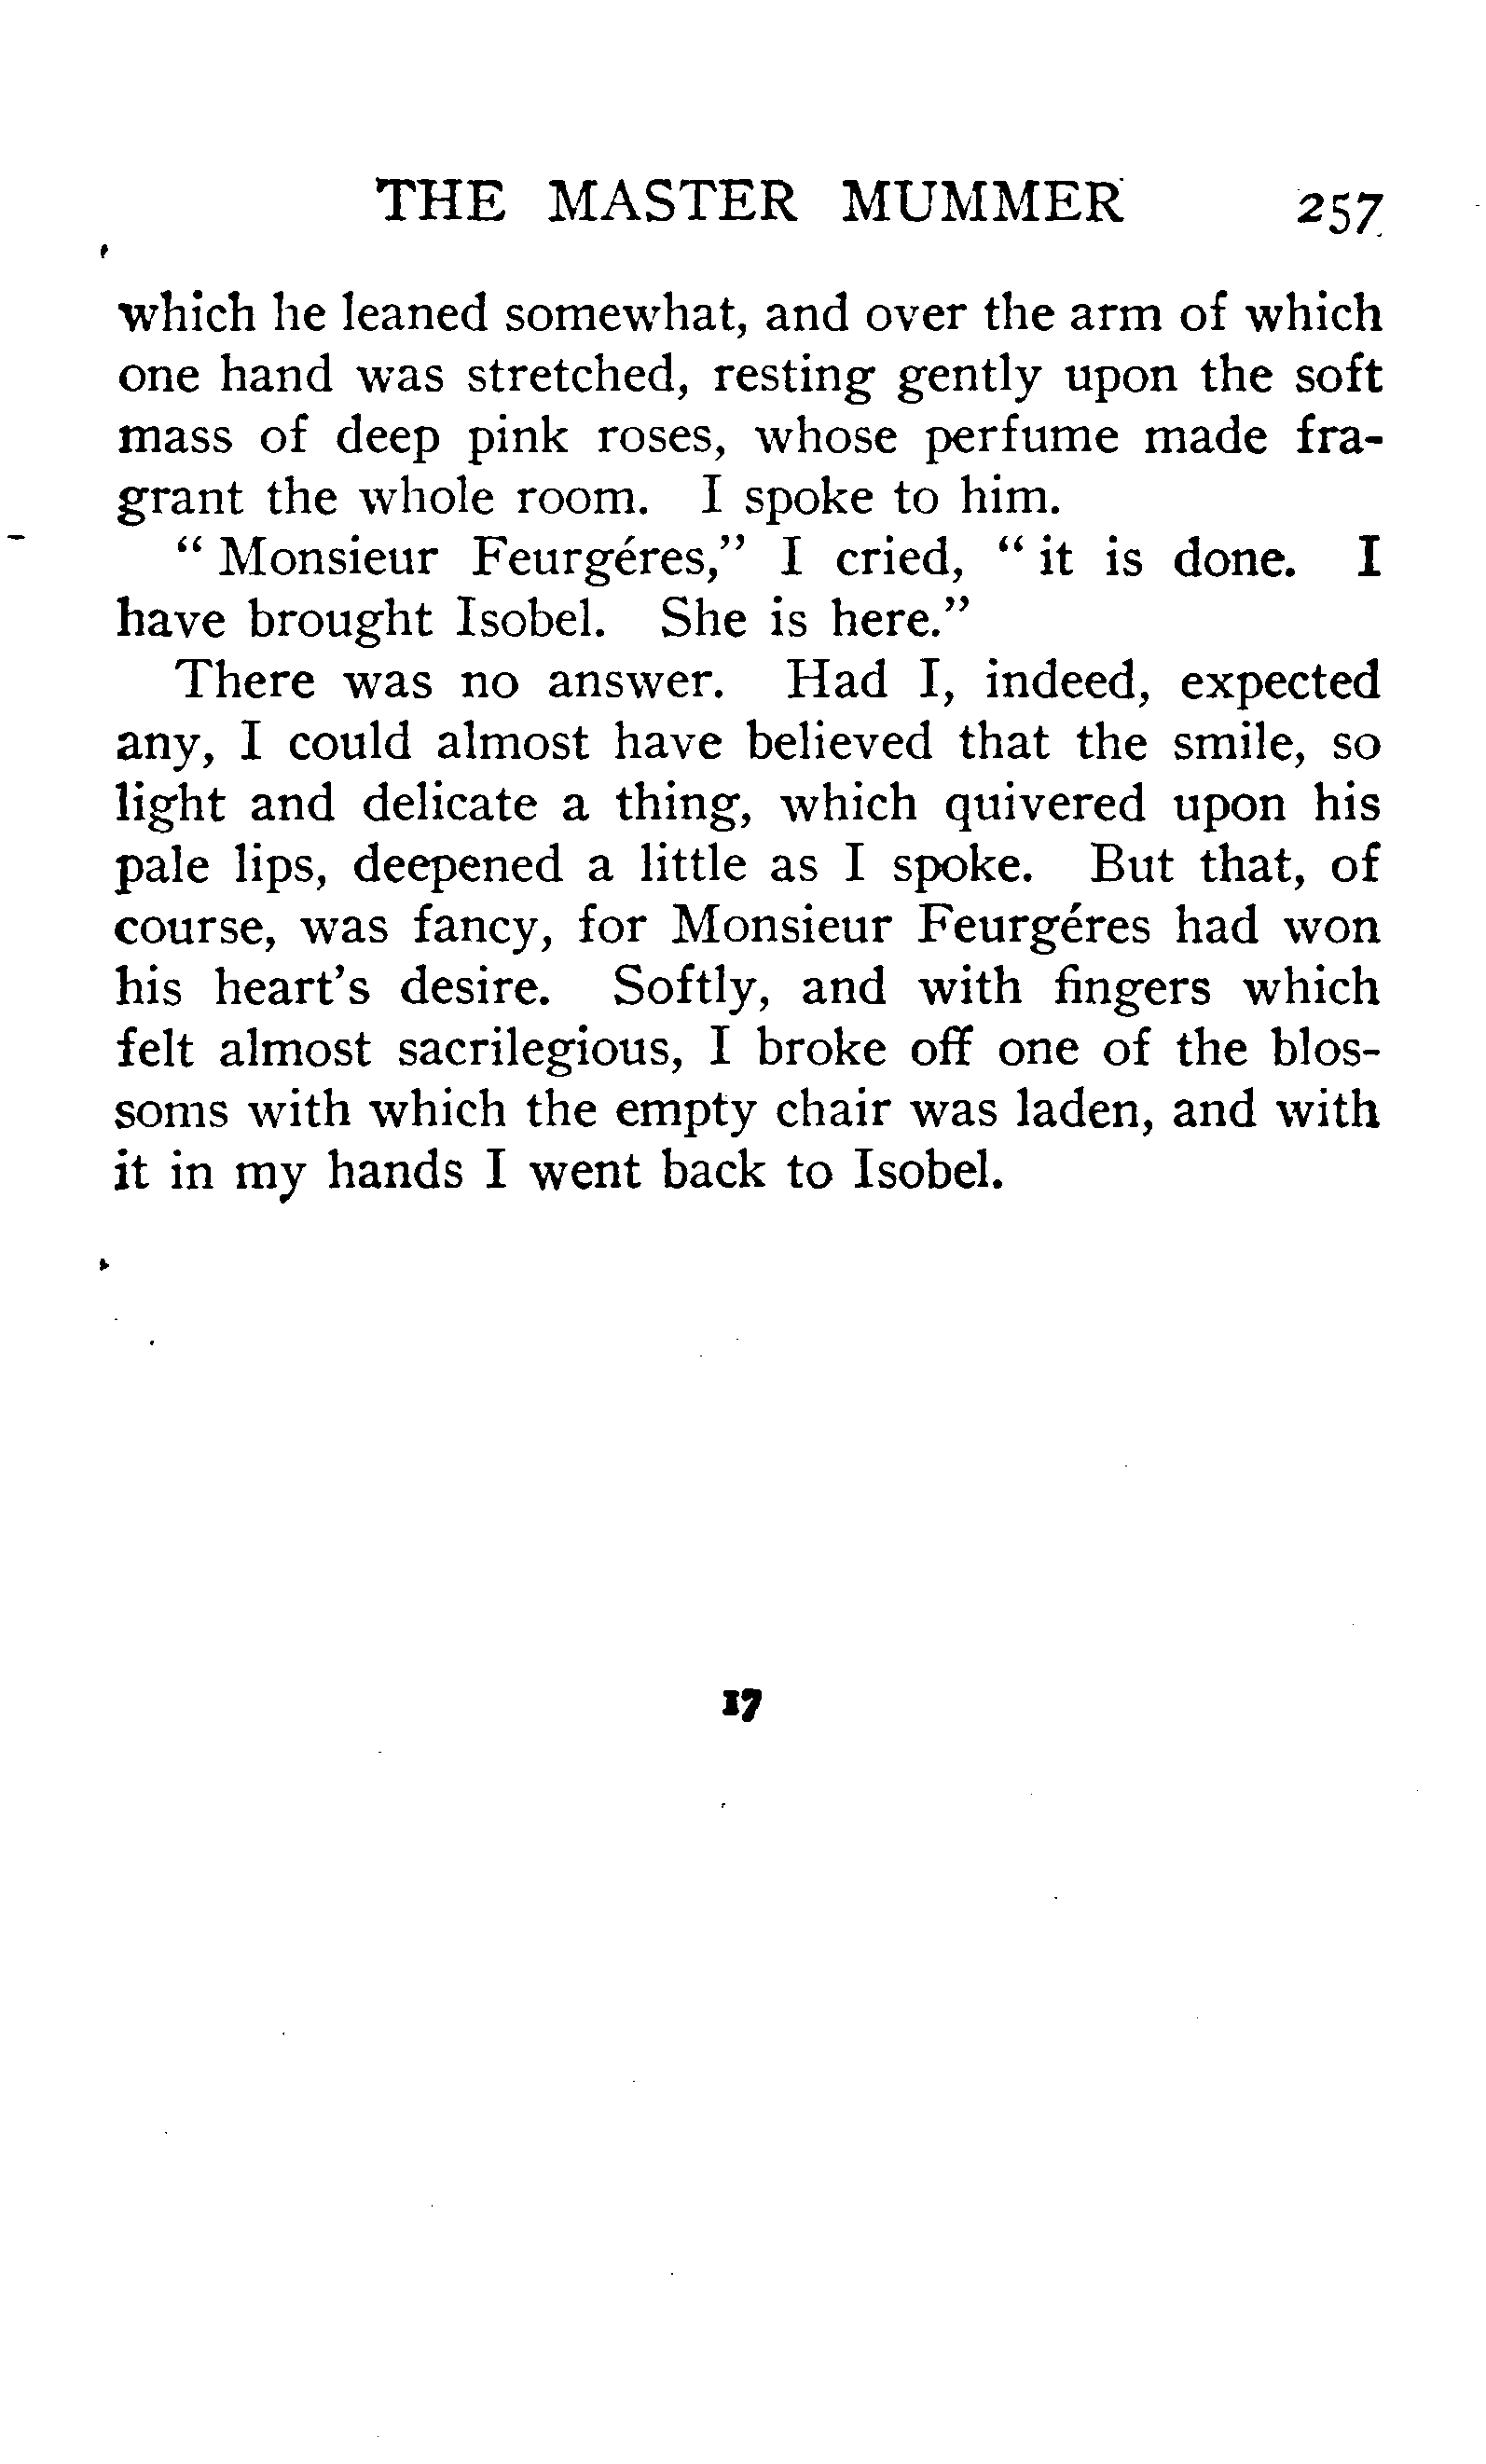 THE MASTER MUMMER 257
which he leaned somewhat, and over the arm of which
one hand was stretched, resting gently upon the soft
mass of deep pink roses, whose perfume made fra-
grant the whole room. I spoke to him.
“ Monsieur Feurgéres,” I cried, “ it is done. I
have brought Isobel. She is here.”
There was no answer. Had I, indeed, expected
any, I could almost have believed that the smile, so
light and delicate a thing, which quivered upon his
pale lips, deepened a little as I spoke. But that, of
course, was fancy, for Monsieur Feurgéres had won
his heart’s desire. Softly, and with fingers which
felt almost sacrilegious, I broke off one of the blos-
soms with which the empty chair was laden, and with
it in my hands I went back to Isobel.
17